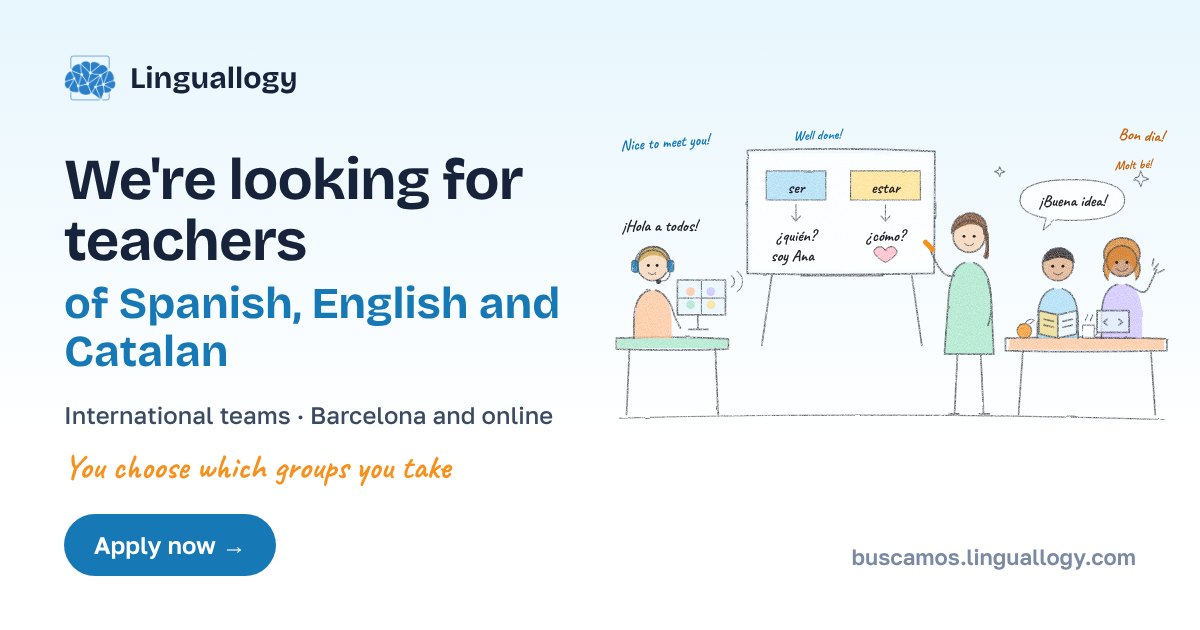 Linguallogy
We're looking for
teachers
of Spanish, English and
Catalan
International teams · Barcelona and online
You choose which groups you take
Apply now →
Nice to meet you!
Well done!
Bon dia!
Molt bé!
¡Hola a todos!
ser
estar
¿quién?
¿cómo?
soy Ana
¡Buena idea!
< >
buscamos.linguallogy.com